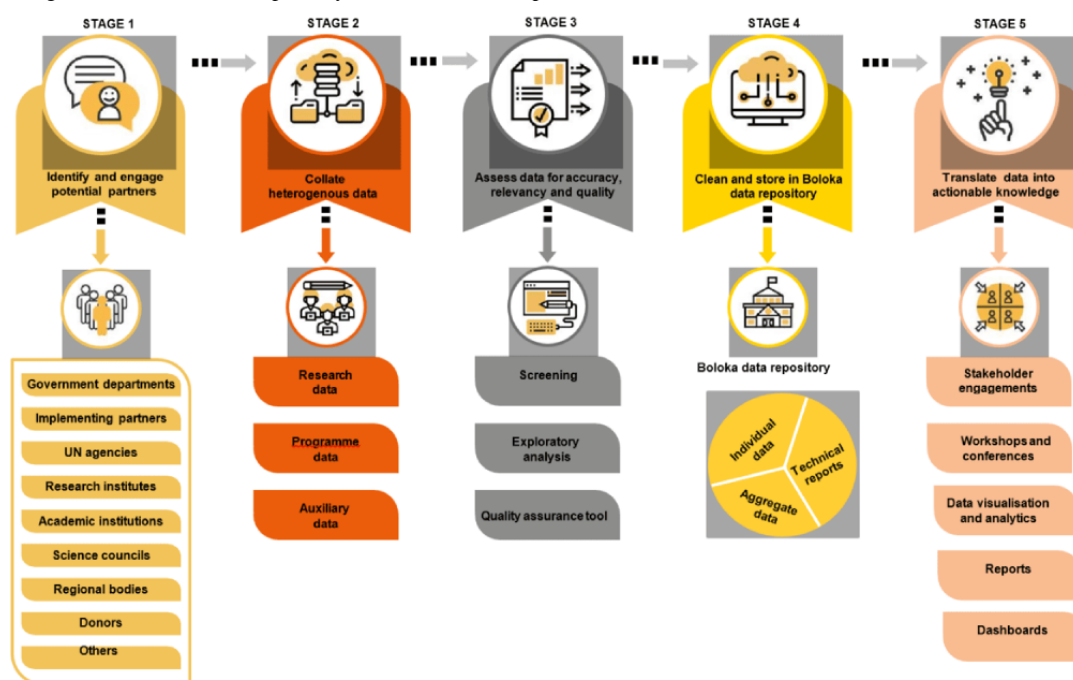 STAGE 1
STAGE 2
STAGE 3
STAGE 4
STAGE 5
Identify and engage
potential partners
Collate
heterogenous data
Assess data for accuracy,
relevancy and quality
Clean and store in Boloka
data repository
Translate data into
actionable knowledge
Government departments
Implementing partners
UN agencies
Research institutes
Academic institutions
Science councils
Regional bodies
Donors
Others
Research
data
Programme
data
Auxiliary
data
Screening
Exploratory
analysis
Quality assurance tool
Boloka data repository
Individual
data
Technical
reports
Aggregate
data
Stakeholder
engagements
Workshops and
conferences
Data visualisation
and analytics
Reports
Dashboards